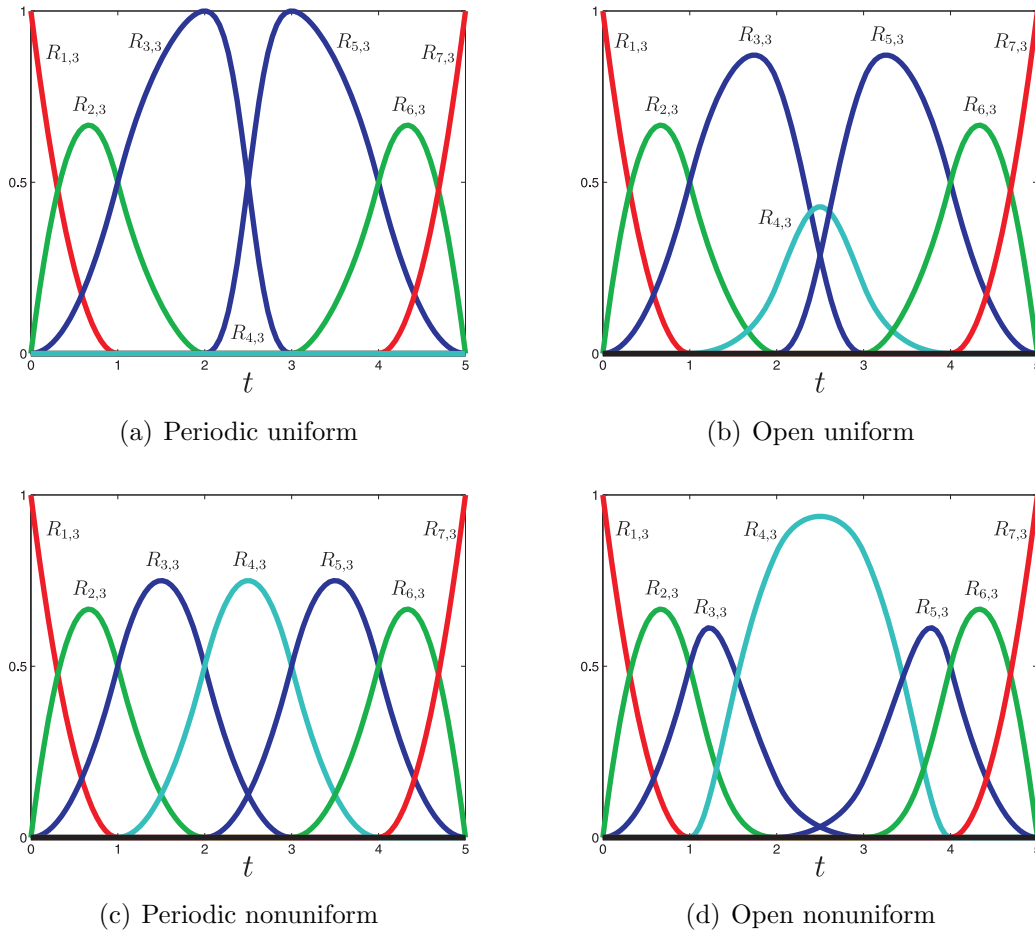 1
0.5
0
0 1 2 3 4 5
t
R1,3
R2,3
R3,3
R4,3
R5,3
R6,3
R7,3
(a) Periodic uniform
1
0.5
0
0 1 2 3 4 5
t
R1,3
R2,3
R3,3
R4,3
R5,3
R6,3
R7,3
(b) Open uniform
1
0.5
0
0 1 2 3 4 5
t
R1,3
R2,3
R3,3
R4,3
R5,3
R6,3
R7,3
(c) Periodic nonuniform
1
0.5
0
0 1 2 3 4 5
t
R1,3
R2,3
R3,3
R4,3
R5,3
R6,3
R7,3
(d) Open nonuniform